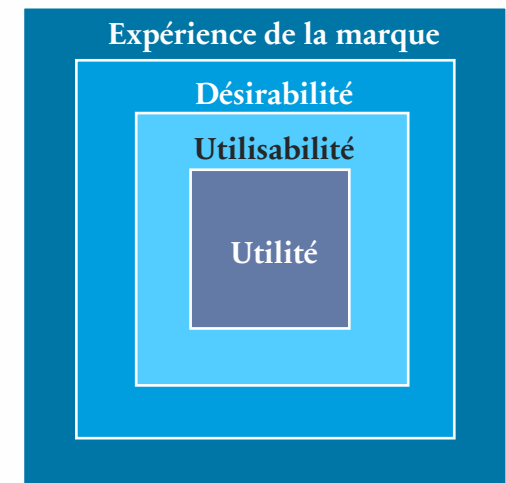 Expérience de la marque
Désirabilité
Utilisabilité
Utilité